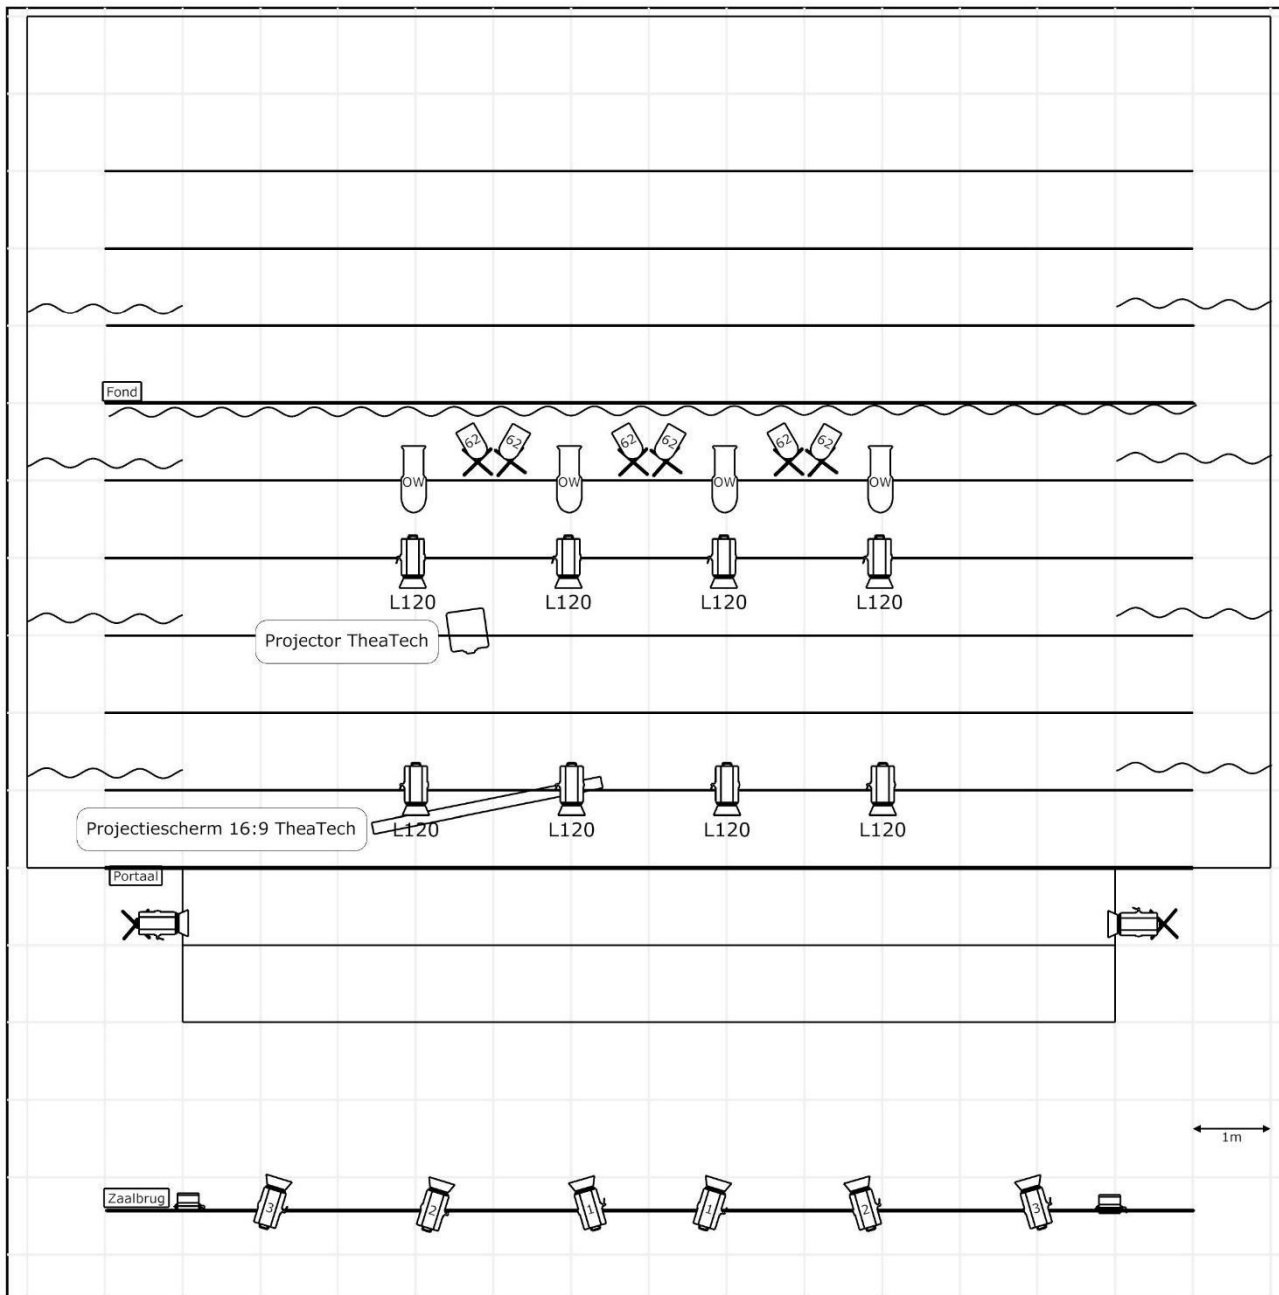 Fond
62 62 62 62 62 62
OW OW OW OW
L120 L120 L120 L120
Projector TheaTech
Projectiescherm 16:9 TheaTech
L120 L120 L120 L120
Portaal
1m
Zaalbrug
3 2 1 1 2 3